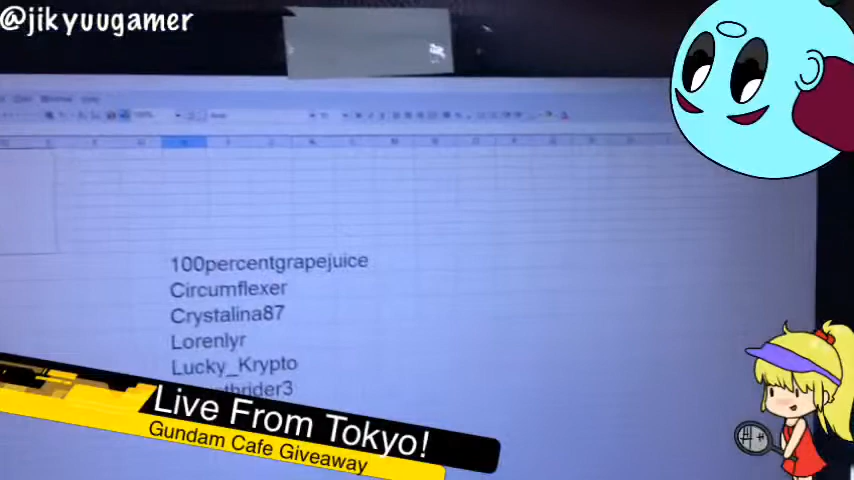 @jikyuugamer
100percentgrapejuice
Circumflexer
Crystalina87
Lorenlyr
Lucky_Krypto
Live From Tokyo!
Gundam Cafe Giveaway